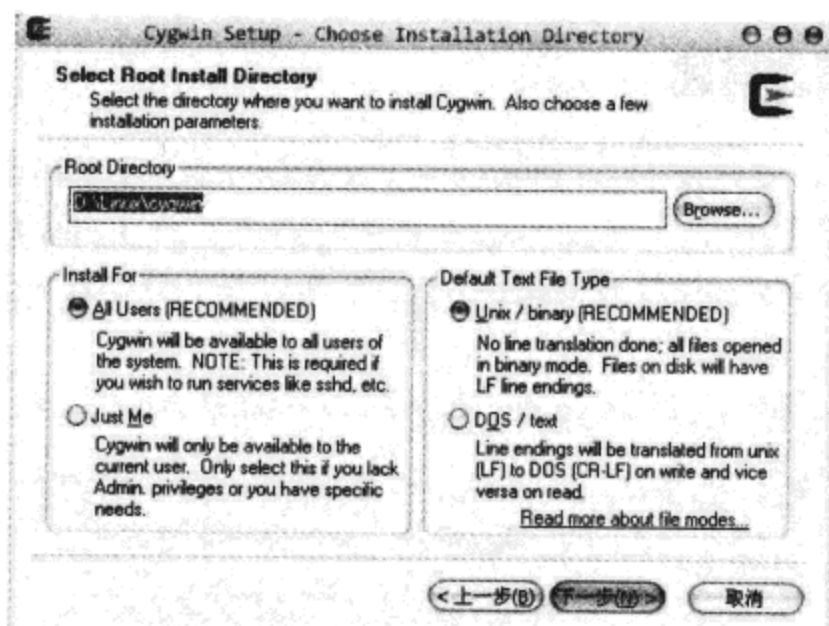 Cygwin Setup - Choose Installation Directory
Select Root Install Directory
Select the directory where you want to install Cygwin. Also choose a few
installation parameters.
Root Directory
D:\Linux\cygwin
Browse...
Install For
All Users (RECOMMENDED)
Cygwin will be available to all users of
the system. NOTE: This is required if
you wish to run services like sshd, etc.
Just Me
Cygwin will only be available to the
current user. Only select this if you lack
Admin. privileges or you have specific
needs.
Default Text File Type
Unix / binary (RECOMMENDED)
No line translation done; all files opened
in binary mode. Files on disk will have
LF line endings.
DOS / text
Line endings will be translated from unix
(LF) to DOS (CR-LF) on write and vice
versa on read.
Read more about file modes...
<上一步(B)
下一步(N) >
取消